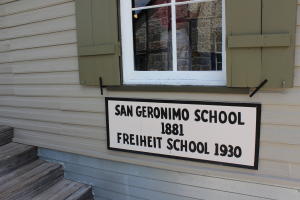 SAN GERONIMO SCHOOL
1881
FREIHEIT SCHOOL 1930